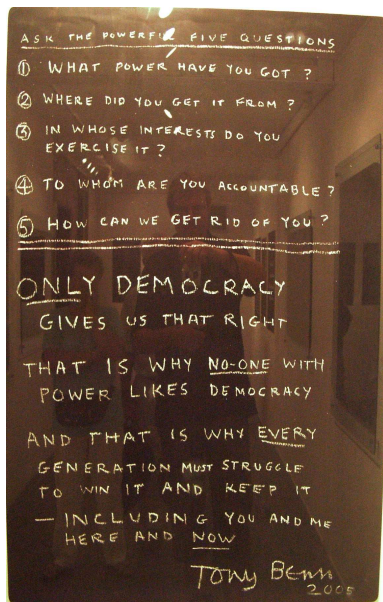 ASK THE POWERFUL FIVE QUESTIONS
① WHAT POWER HAVE YOU GOT ?
② WHERE DID YOU GET IT FROM ?
③ IN WHOSE INTERESTS DO YOU
EXERCISE IT ?
④ TO WHOM ARE YOU ACCOUNTABLE ?
⑤ HOW CAN WE GET RID OF YOU ?
ONLY DEMOCRACY
GIVES US THAT RIGHT
THAT IS WHY NO-ONE WITH
POWER LIKES DEMOCRACY
AND THAT IS WHY EVERY
GENERATION MUST STRUGGLE
TO WIN IT AND KEEP IT
— INCLUDING YOU AND ME
HERE AND NOW
TONY BENN
2005